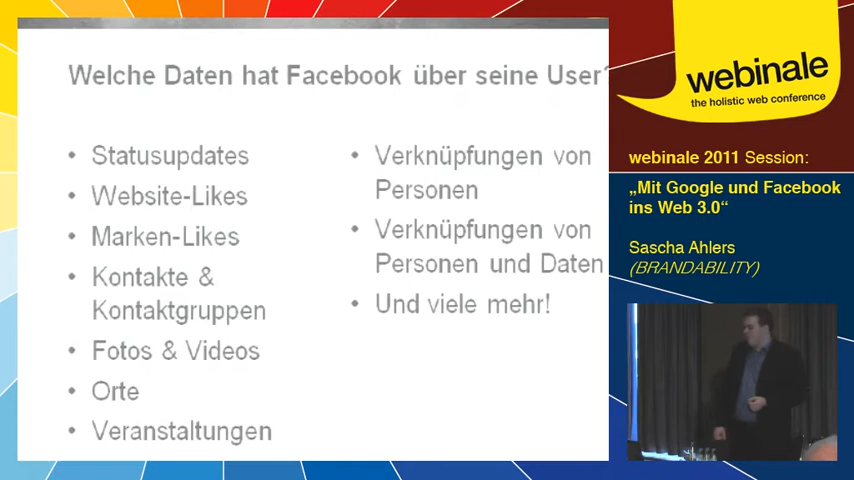 Welche Daten hat Facebook über seine User?
• Statusupdates
• Website-Likes
• Marken-Likes
• Kontakte &
Kontaktgruppen
• Fotos & Videos
• Orte
• Veranstaltungen
• Verknüpfungen von
Personen
• Verknüpfungen von
Personen und Daten
• Und viele mehr!
webinale
the holistic web conference
webinale 2011 Session:
„Mit Google und Facebook
ins Web 3.0“
Sascha Ahlers
(BRANDABILITY)